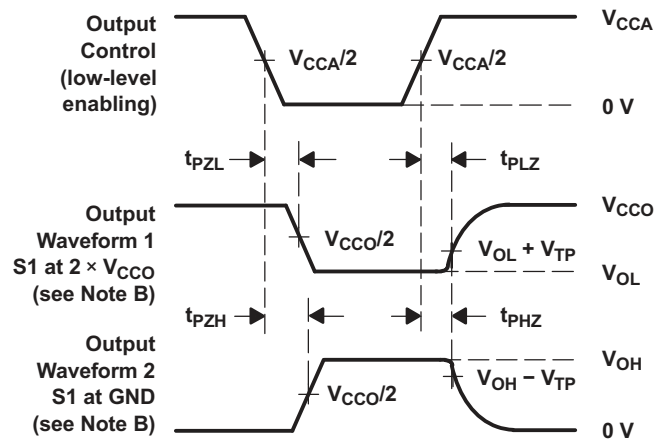 Output
Control
(low-level
enabling)
V_CCA
V_CCA/2
V_CCA/2
0 V
t_PZL
t_PLZ
Output
Waveform 1
S1 at 2 × V_CCO
(see Note B)
V_CCO
V_CCO/2
V_OL + V_TP
V_OL
t_PZH
t_PHZ
Output
Waveform 2
S1 at GND
(see Note B)
V_OH
V_CCO/2
V_OH − V_TP
0 V